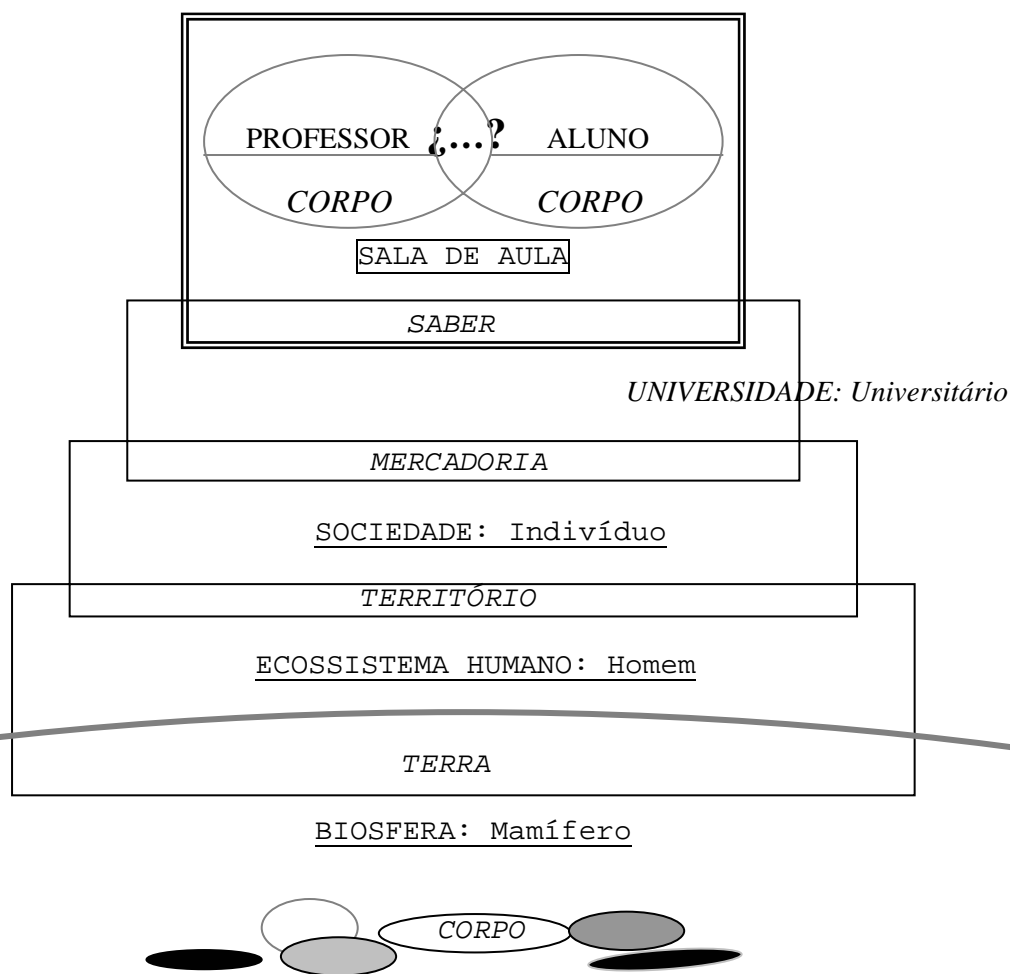 PROFESSOR ¿...? ALUNO
CORPO CORPO
SALA DE AULA
SABER
UNIVERSIDADE: Universitário
MERCADORIA
SOCIEDADE: Indivíduo
TERRITÓRIO
ECOSSISTEMA HUMANO: Homem
TERRA
BIOSFERA: Mamífero
CORPO